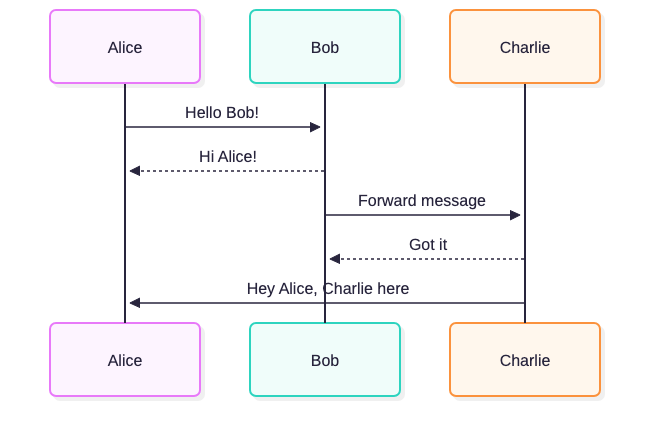 Alice
Bob
Charlie
Hello Bob!
Hi Alice!
Forward message
Got it
Hey Alice, Charlie here
Alice
Bob
Charlie